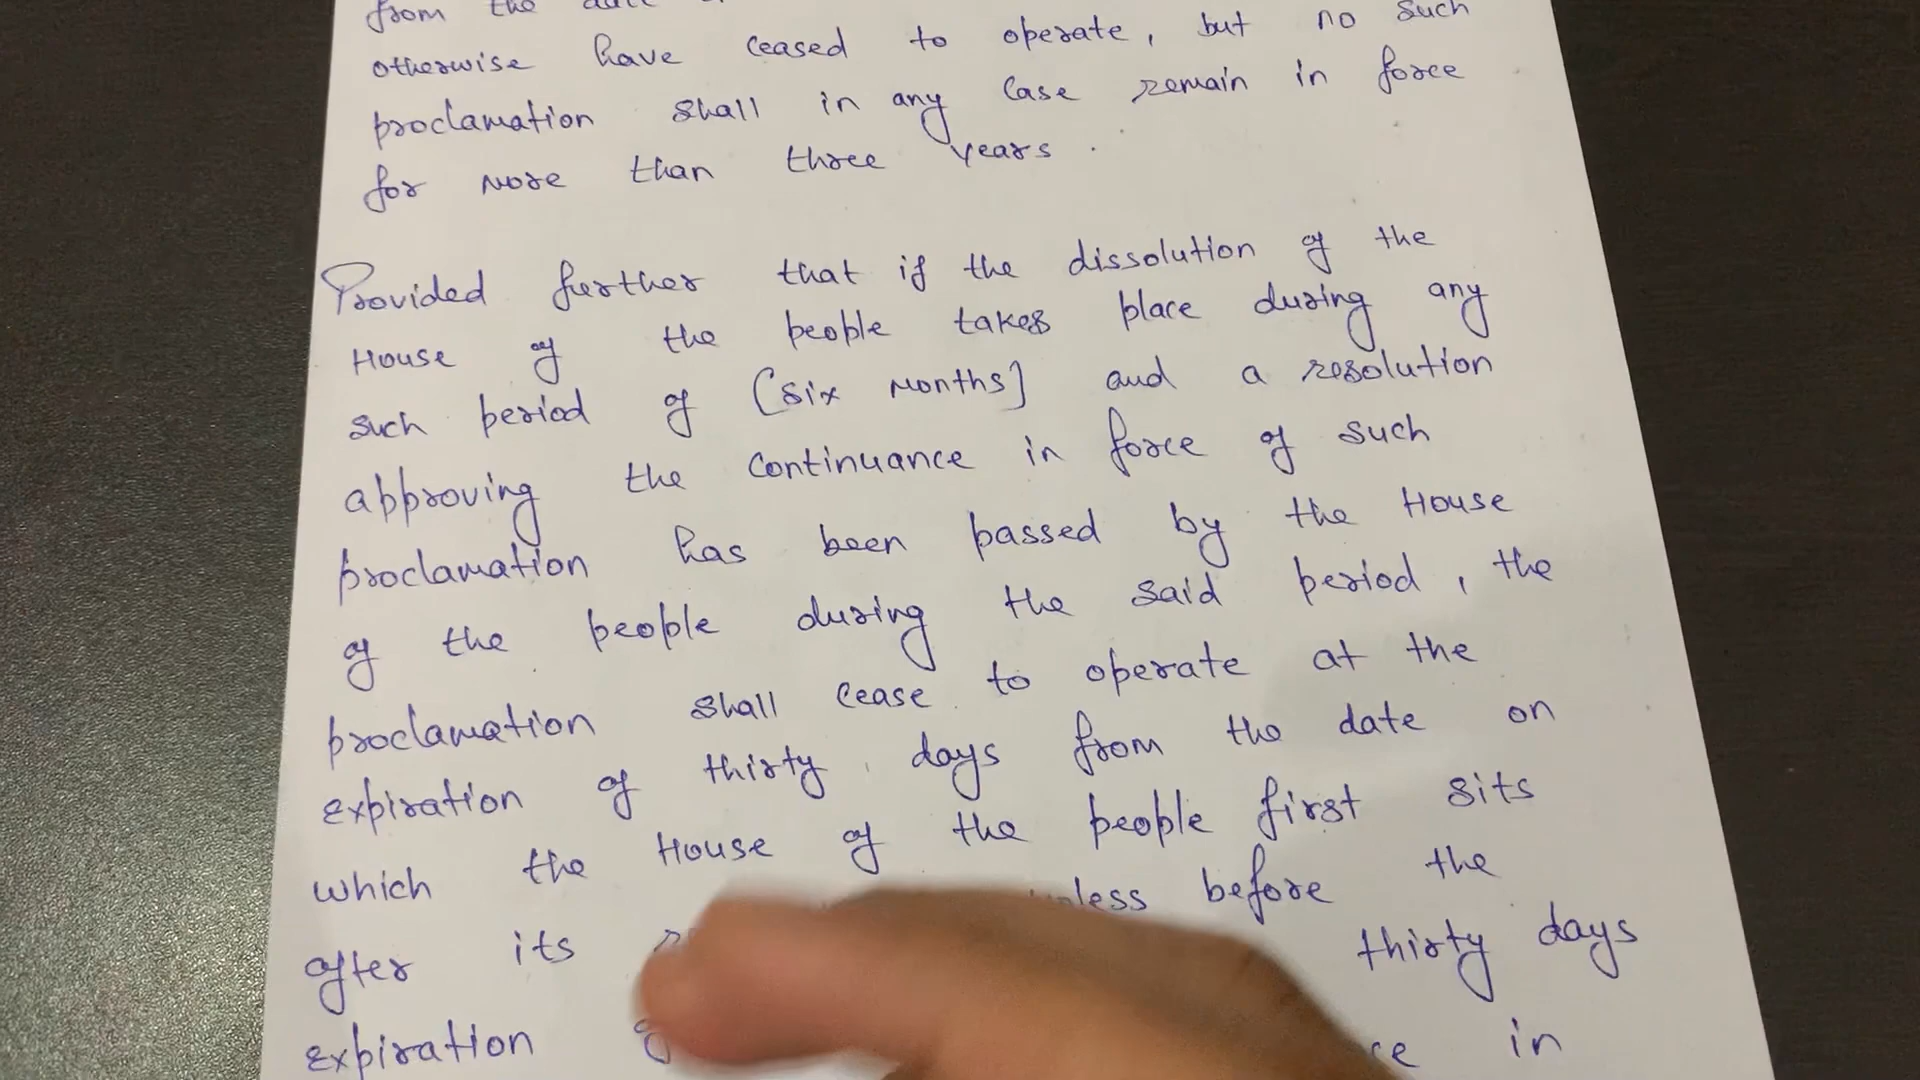 from the
otherwise have ceased to operate, but no such
proclamation shall in any case remain in force
for more than three years.
Provided further that if the dissolution of the
House of the people takes place during any
such period of [six months] and a resolution
approving the continuance in force of such
proclamation has been passed by the House
of the people during the said period, the
proclamation shall cease to operate at the
expiration of thirty days from the date on
which the House of the people first sits
after its before the
expiration thirty days
in